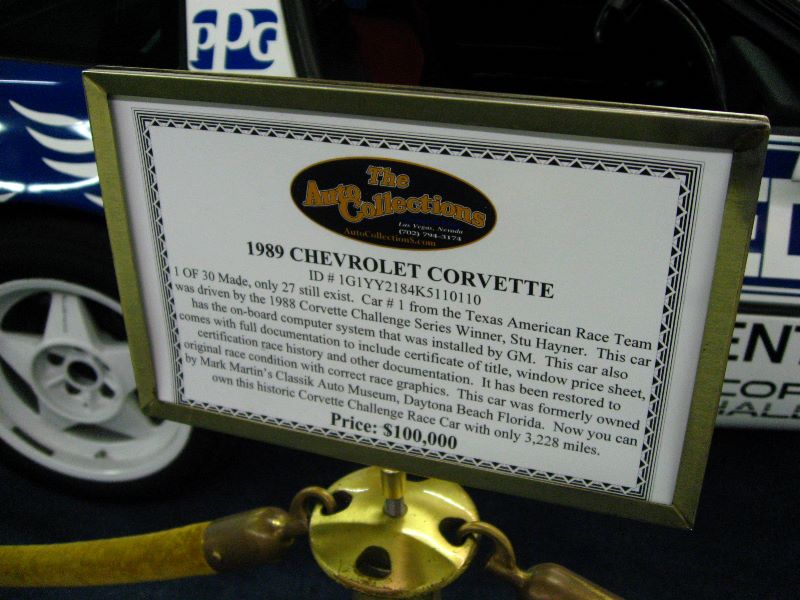 PPG
The
Auto
Collections
Las Vegas, Nevada
(702) 794-3174
AutoCollections.com
1989 CHEVROLET CORVETTE
ID # 1G1YY2184K5110110
1 OF 30 Made, only 27 still exist. Car # 1 from the Texas American Race Team
was driven by the 1988 Corvette Challenge Series Winner, Stu Hayner. This car
has the on-board computer system that was installed by GM. This car also
comes with full documentation to include certificate of title, window price sheet,
certification race history and other documentation. It has been restored to
original race condition with correct race graphics. This car was formerly owned
by Mark Martin's Classik Auto Museum, Daytona Beach Florida. Now you can
own this historic Corvette Challenge Race Car with only 3,228 miles.
Price: $100,000